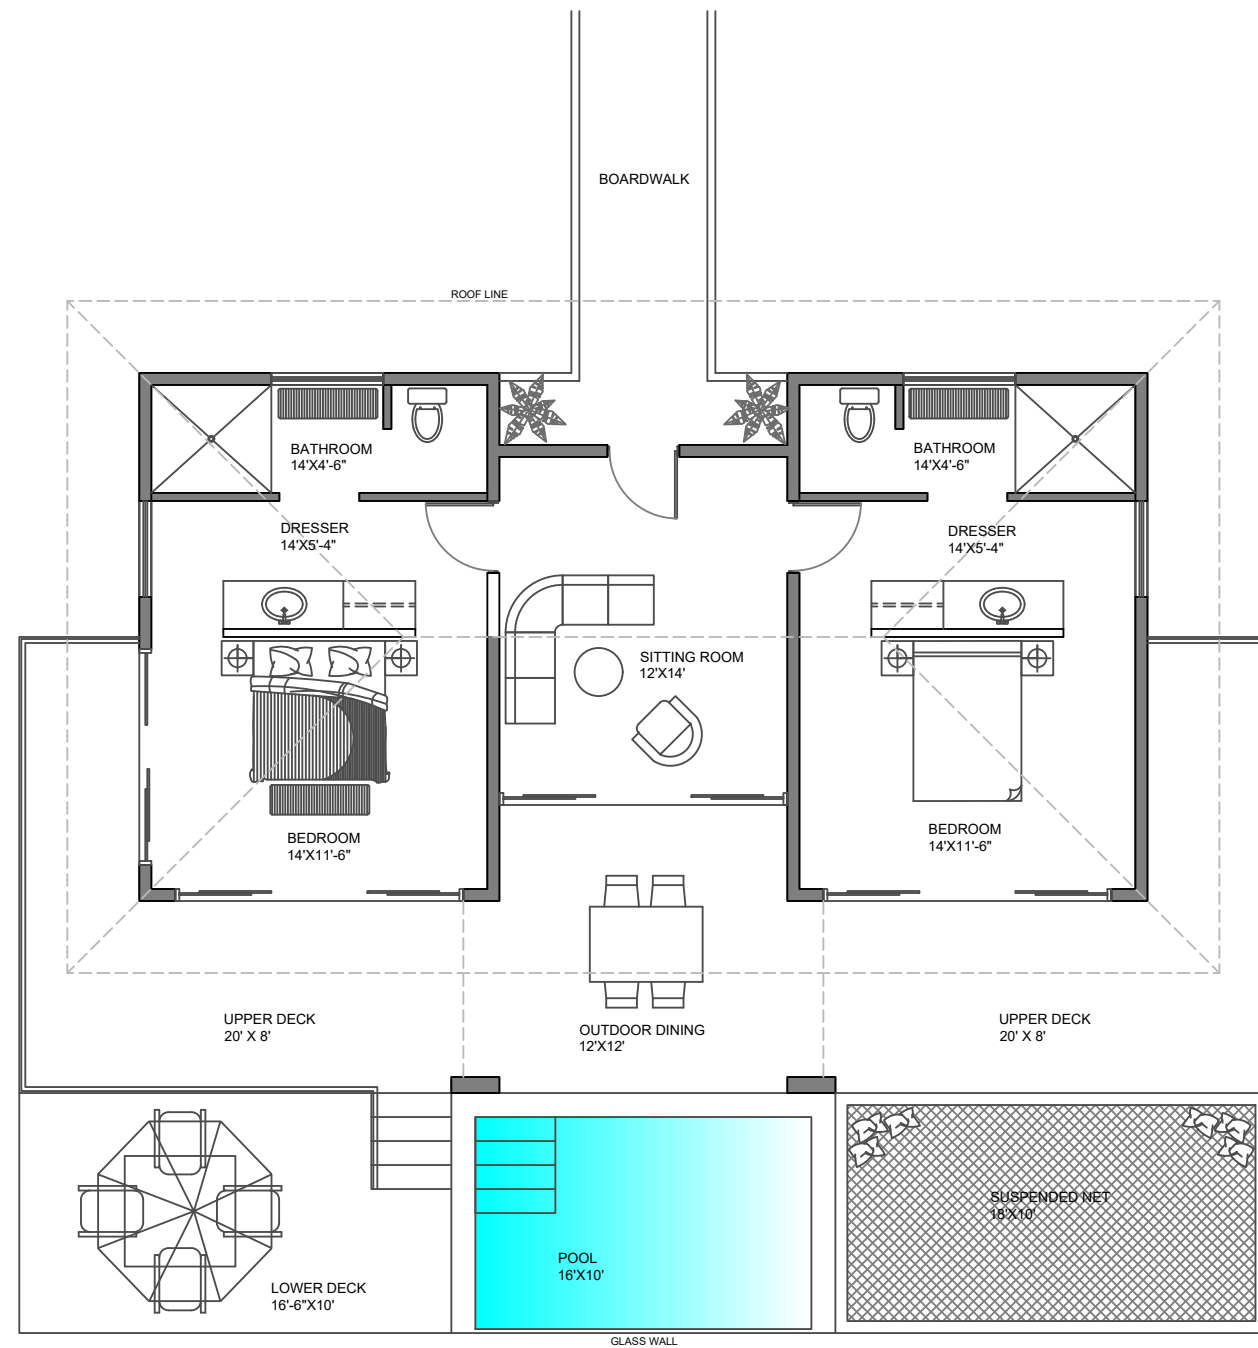 BOARDWALK
ROOF LINE
BATHROOM
14'X4'-6"
BATHROOM
14'X4'-6"
DRESSER
14'X5'-4"
DRESSER
14'X5'-4"
SITTING ROOM
12'X14'
BEDROOM
14'X11'-6"
BEDROOM
14'X11'-6"
UPPER DECK
20' X 8'
OUTDOOR DINING
12'X12'
UPPER DECK
20' X 8'
SUSPENDED NET
18'X10'
POOL
16'X10'
LOWER DECK
16'-6"X10'
GLASS WALL